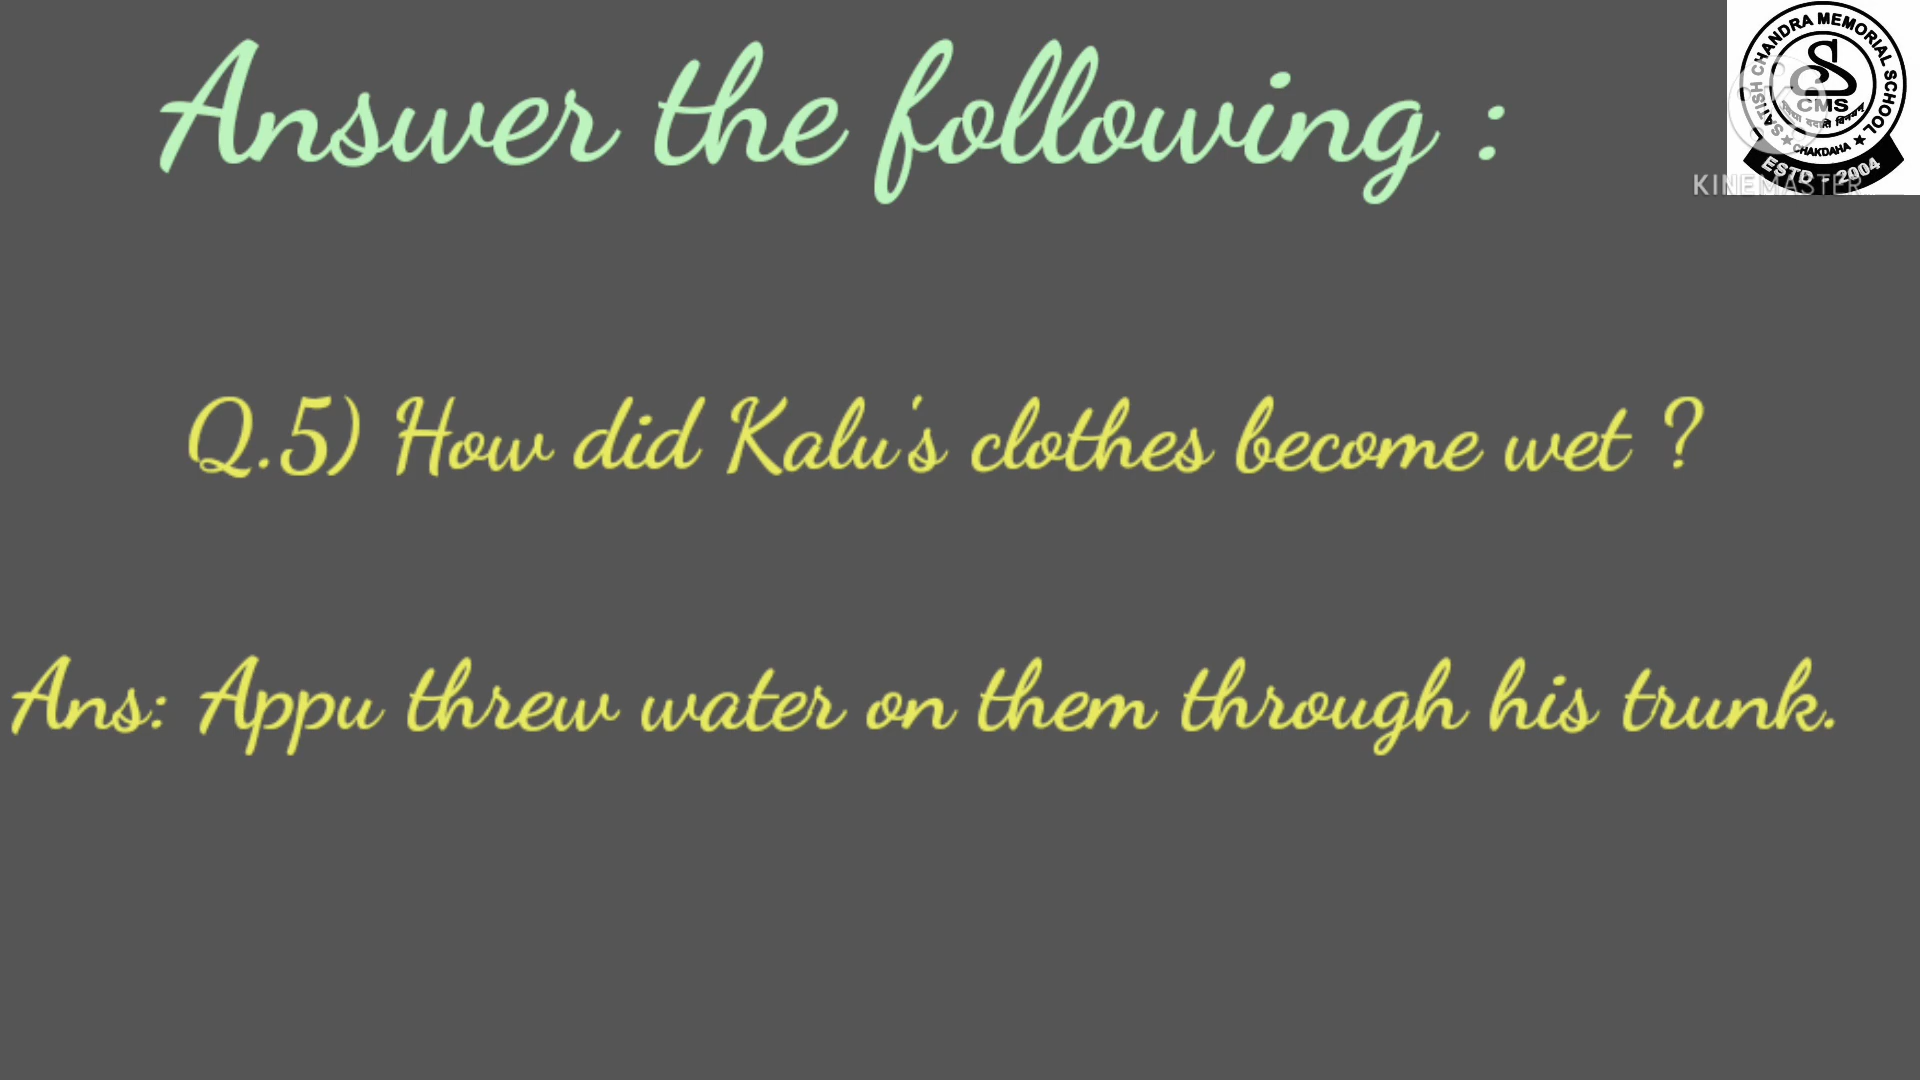 Answer the following :
SATISH CHANDRA MEMORIAL SCHOOL
S
CMS
★ CHAKDAHA ★
ESTD - 2004
KINEMASTER
Q.5) How did Kalu's clothes become wet ?
Ans: Appu threw water on them through his trunk.